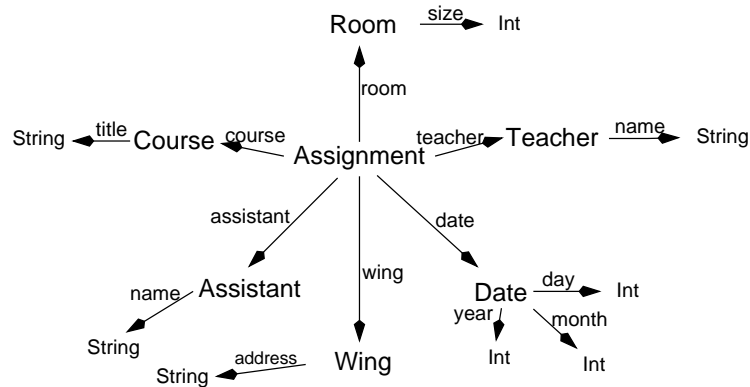 size
Room
Int
room
String
title
Course
course
teacher
Teacher
name
String
Assignment
assistant
date
wing
name
Assistant
Date
day
Int
year
month
String
String
address
Wing
Int
Int